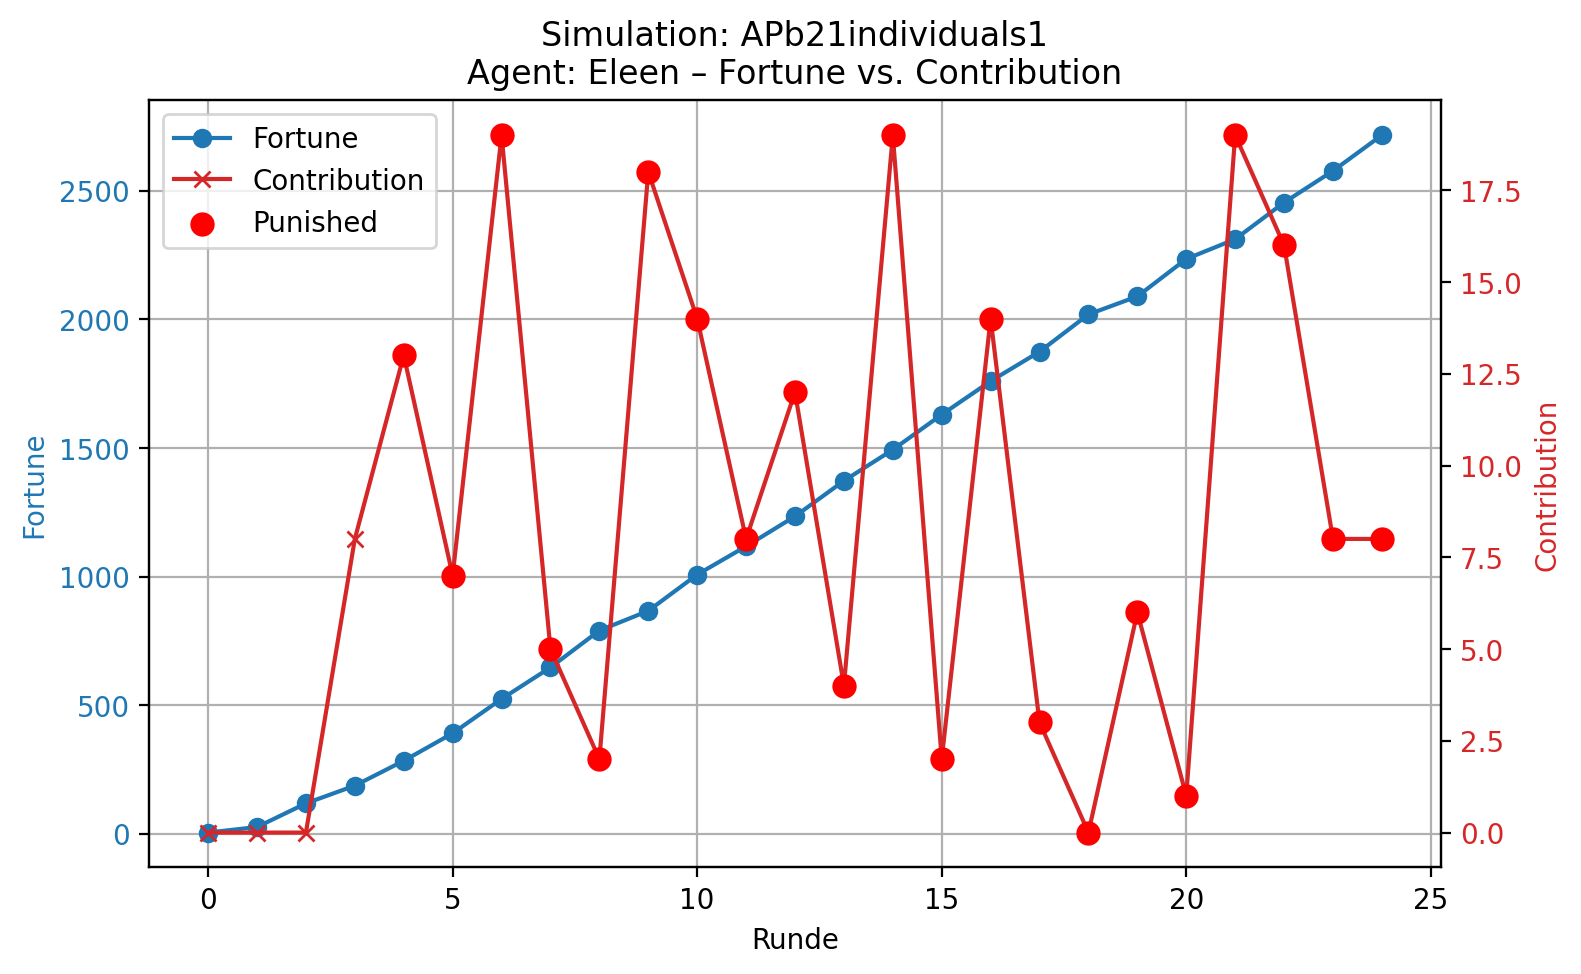 Simulation: APb21individuals1
Agent: Eleen – Fortune vs. Contribution
Fortune
Contribution
Punished
2500
2000
1500
1000
500
0
Fortune
17.5
15.0
12.5
10.0
7.5
5.0
2.5
0.0
Contribution
0 5 10 15 20 25
Runde